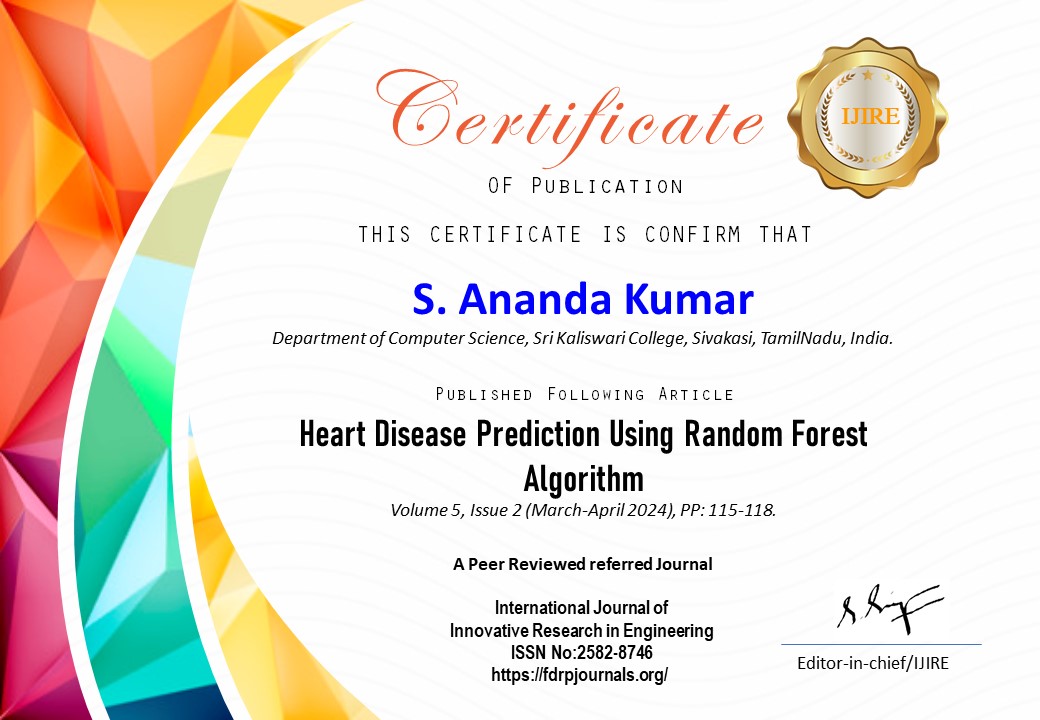 Certificate
IJIRE
OF PUBLICATION
THIS CERTIFICATE IS CONFIRM THAT
S. Ananda Kumar
Department of Computer Science, Sri Kaliswari College, Sivakasi, TamilNadu, India.
PUBLISHED FOLLOWING ARTICLE
Heart Disease Prediction Using Random Forest
Algorithm
Volume 5, Issue 2 (March-April 2024), PP: 115-118.
A Peer Reviewed referred Journal
International Journal of
Innovative Research in Engineering
ISSN No:2582-8746
https://fdrpjournals.org/
Editor-in-chief/IJIRE